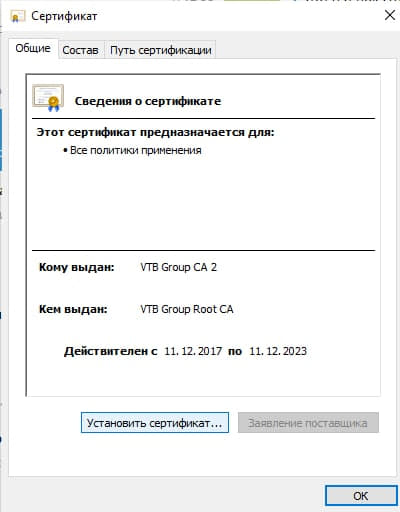 Сертификат
Общие Состав Путь сертификации
Сведения о сертификате
Этот сертификат предназначается для:
• Все политики применения
Кому выдан: VTB Group CA 2
Кем выдан: VTB Group Root CA
Действителен с 11. 12. 2017 по 11. 12. 2023
Установить сертификат... Заявление поставщика
ОК